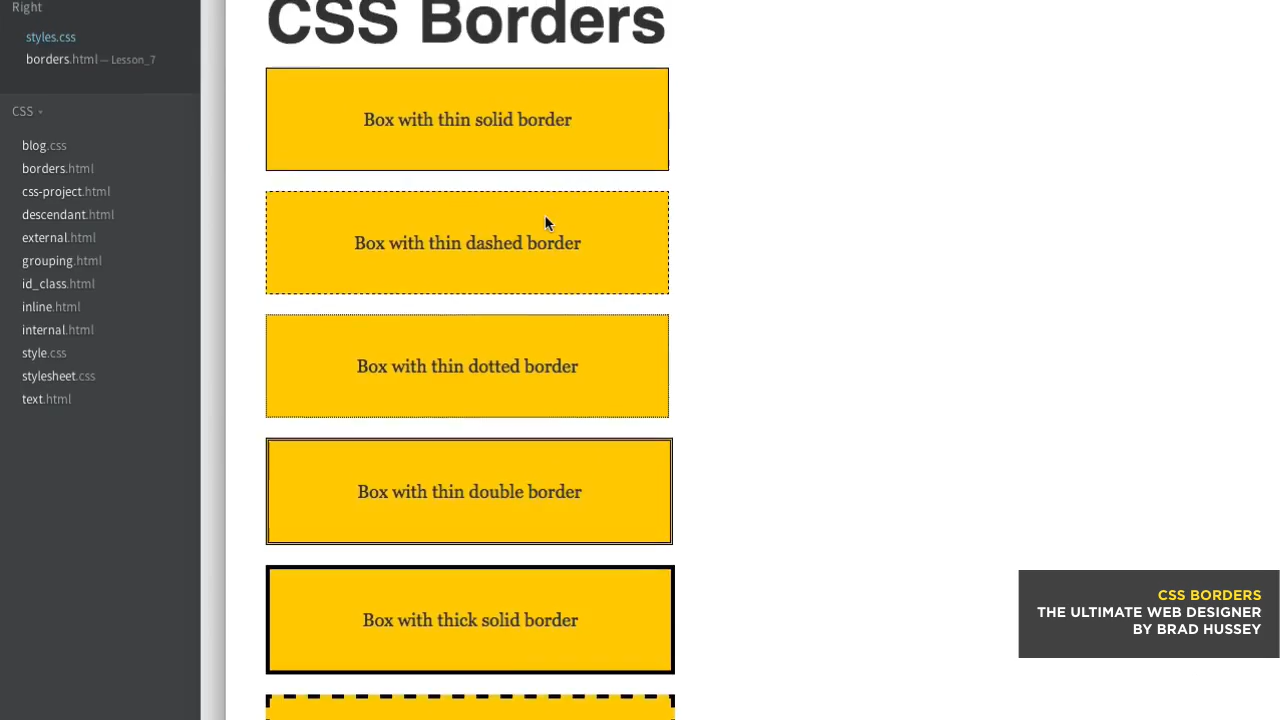 Right
styles.css
borders.html — Lesson_7
CSS
blog.css
borders.html
css-project.html
descendant.html
external.html
grouping.html
id_class.html
inline.html
internal.html
style.css
stylesheet.css
text.html
CSS Borders
Box with thin solid border
Box with thin dashed border
Box with thin dotted border
Box with thin double border
Box with thick solid border
CSS BORDERS
THE ULTIMATE WEB DESIGNER
BY BRAD HUSSEY